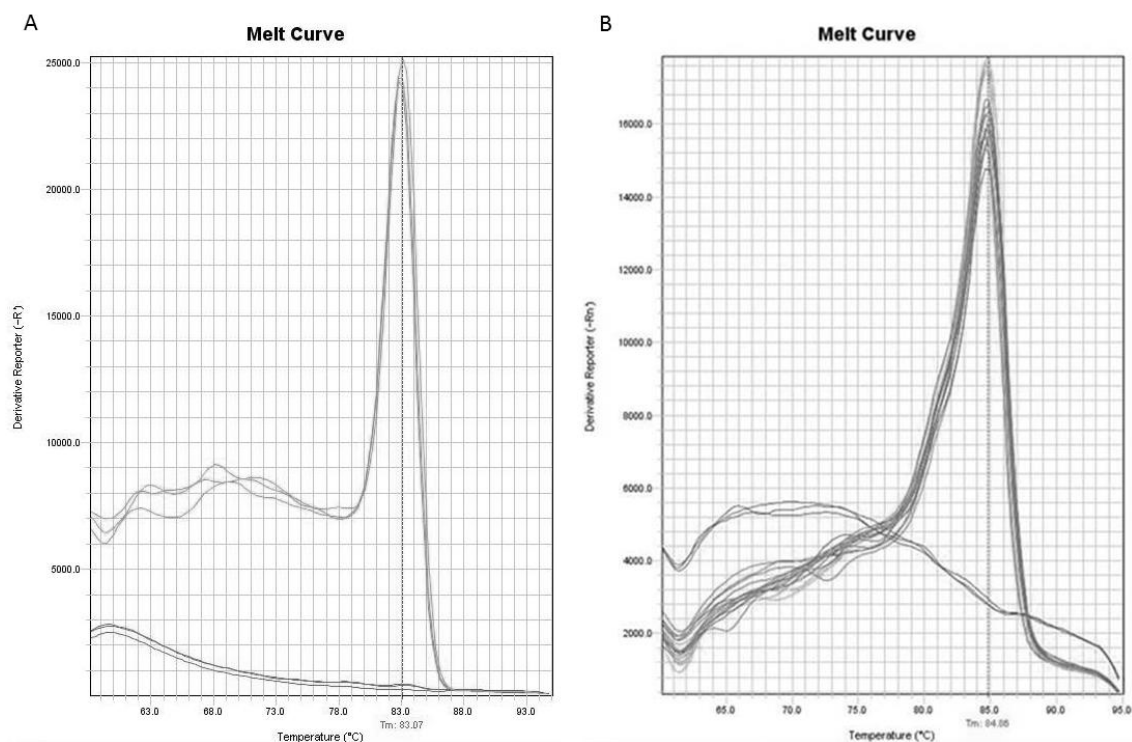 A
Melt Curve
25000.0
20000.0
15000.0
10000.0
5000.0
Derivative Reporter (-R')
63.0 68.0 73.0 78.0 83.0 88.0 93.0
Tm: 83.07
Temperature (°C)
B
Melt Curve
16000.0
14000.0
12000.0
10000.0
8000.0
6000.0
4000.0
2000.0
Derivative Reporter (-Rn')
65.0 70.0 75.0 80.0 85.0 90.0 95.0
Tm: 84.86
Temperature (°C)